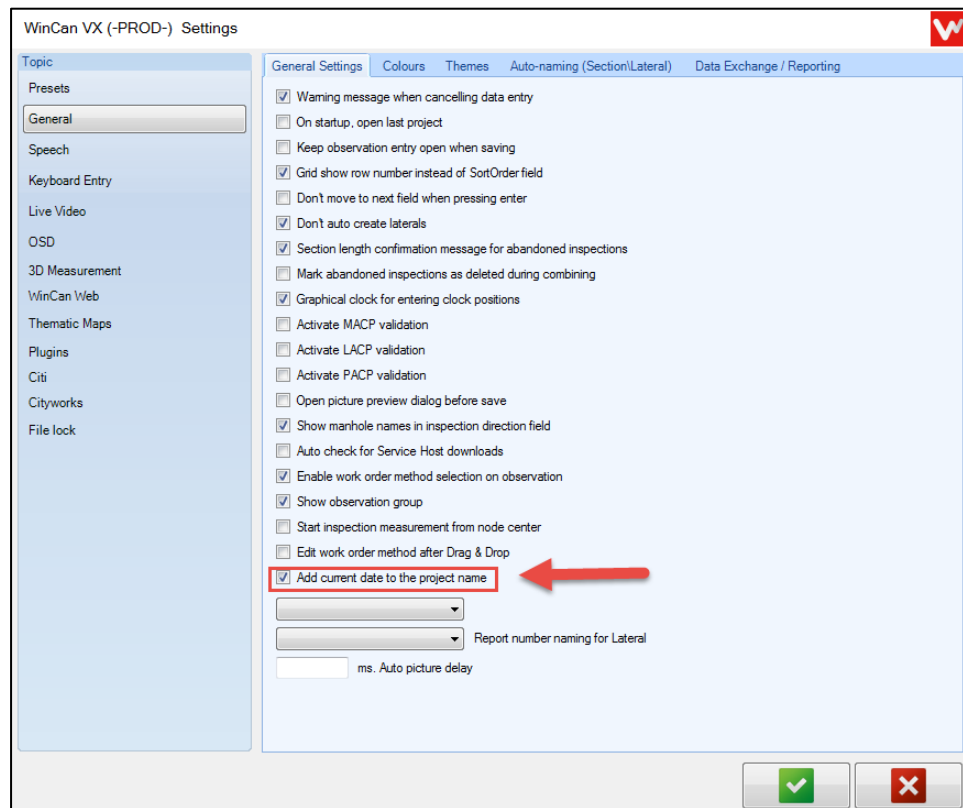 WinCan VX (-PROD-) Settings
Topic
Presets
General
Speech
Keyboard Entry
Live Video
OSD
3D Measurement
WinCan Web
Thematic Maps
Plugins
Citi
Cityworks
File lock
General Settings Colours Themes Auto-naming (Section\Lateral) Data Exchange / Reporting
Warning message when cancelling data entry
On startup, open last project
Keep observation entry open when saving
Grid show row number instead of SortOrder field
Don't move to next field when pressing enter
Don't auto create laterals
Section length confirmation message for abandoned inspections
Mark abandoned inspections as deleted during combining
Graphical clock for entering clock positions
Activate MACP validation
Activate LACP validation
Activate PACP validation
Open picture preview dialog before save
Show manhole names in inspection direction field
Auto check for Service Host downloads
Enable work order method selection on observation
Show observation group
Start inspection measurement from node center
Edit work order method after Drag & Drop
Add current date to the project name
Report number naming for Lateral
ms. Auto picture delay